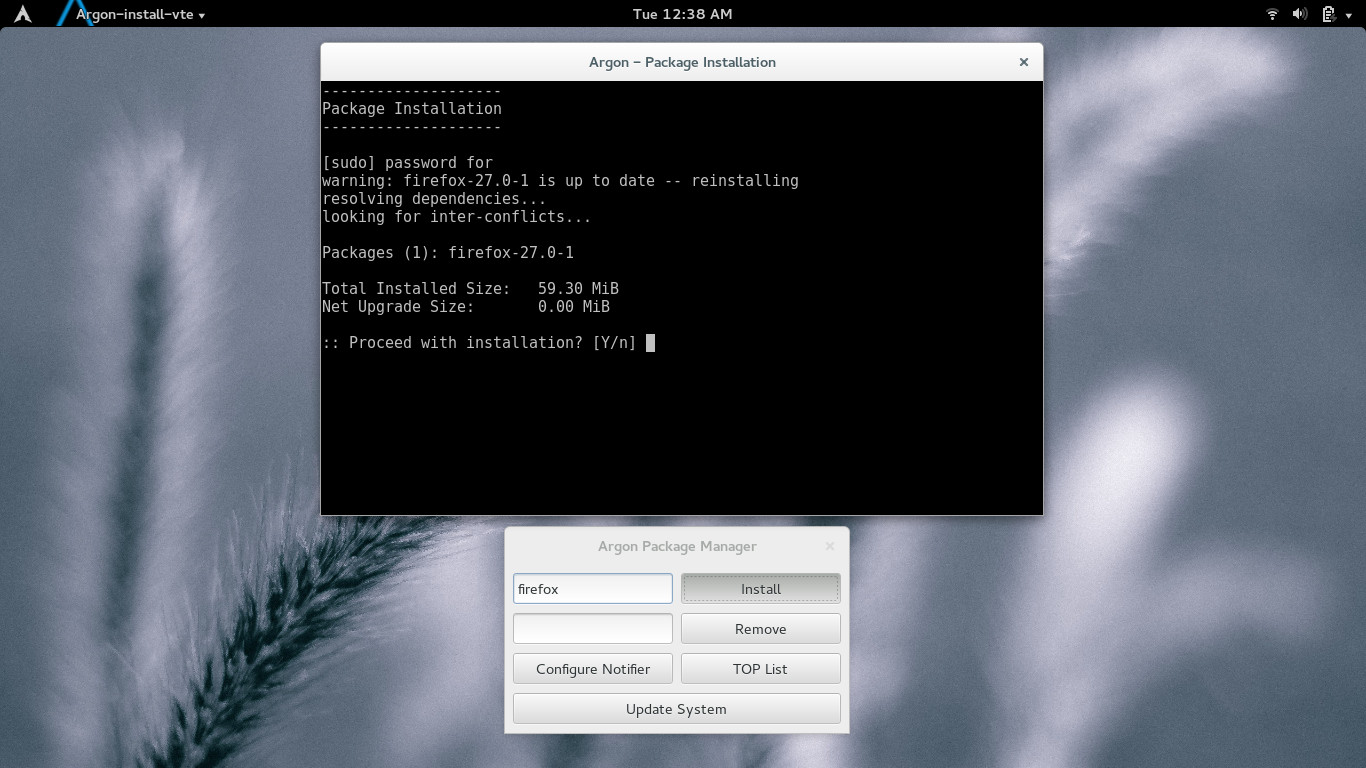 Argon-install-vte
Tue 12:38 AM
Argon – Package Installation
--------------------
Package Installation
--------------------
[sudo] password for
warning: firefox-27.0-1 is up to date -- reinstalling
resolving dependencies...
looking for inter-conflicts...
Packages (1): firefox-27.0-1
Total Installed Size:   59.30 MiB
Net Upgrade Size:       0.00 MiB
:: Proceed with installation? [Y/n]
Argon Package Manager
firefox
Install
Remove
Configure Notifier
TOP List
Update System